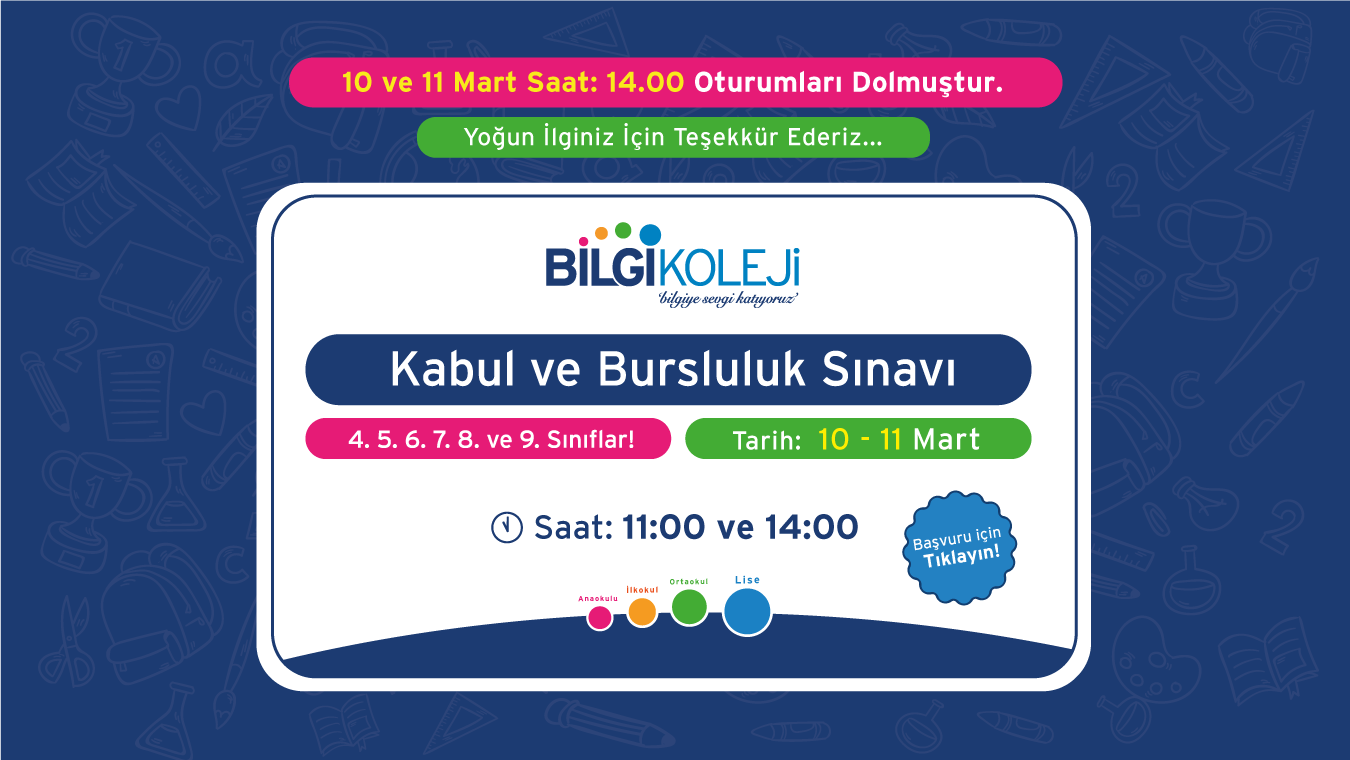 10 ve 11 Mart Saat: 14.00 Oturumları Dolmuştur.
Yoğun İlginiz İçin Teşekkür Ederiz...
BİLGİKOLEJİ
'bilgiye sevgi katıyoruz'
Kabul ve Bursluluk Sınavı
4. 5. 6. 7. 8. ve 9. Sınıflar!
Tarih: 10 - 11 Mart
Saat: 11:00 ve 14:00
Başvuru için
Tıklayın!
Anaokulu
İlkokul
Ortaokul
Lise